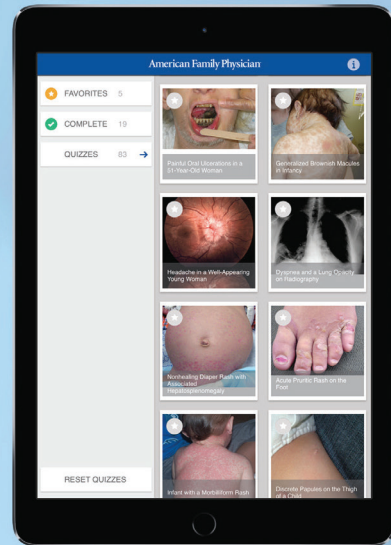 American Family Physician
FAVORITES 5
COMPLETE 19
QUIZZES 83
Painful Oral Ulcerations in a
51-Year-Old Woman
Generalized Brownish Macules
in Infancy
Headache in a Well-Appearing
Young Woman
Dyspnea and a Lung Opacity
on Radiography
Nonhealing Diaper Rash with
Associated
Hepatosplenomegaly
Acute Pruritic Rash on the
Foot
Infant with a Morbilliform Rash
Discrete Papules on the Thigh
of a Child
RESET QUIZZES